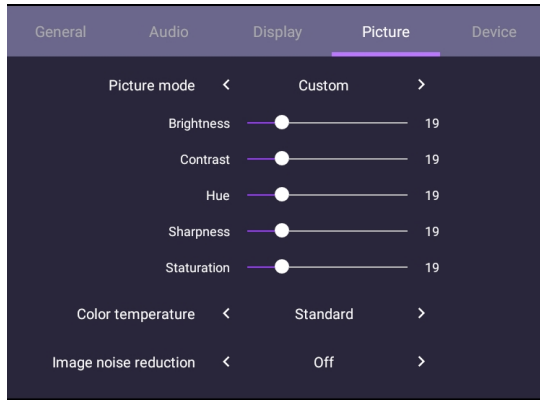 General Audio Display Picture Device
Picture mode < Custom >
Brightness 19
Contrast 19
Hue 19
Sharpness 19
Staturation 19
Color temperature < Standard >
Image noise reduction < Off >